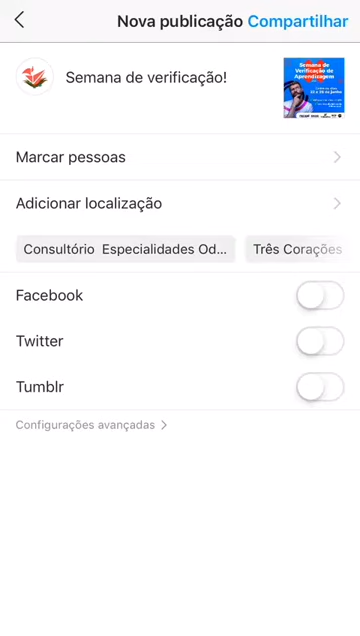 Nova publicação Compartilhar
Semana de verificação!
Semana de
Verificação de
Aprendizagem
Marcar pessoas
Adicionar localização
Consultório Especialidades Od... Três Corações
Facebook
Twitter
Tumblr
Configurações avançadas